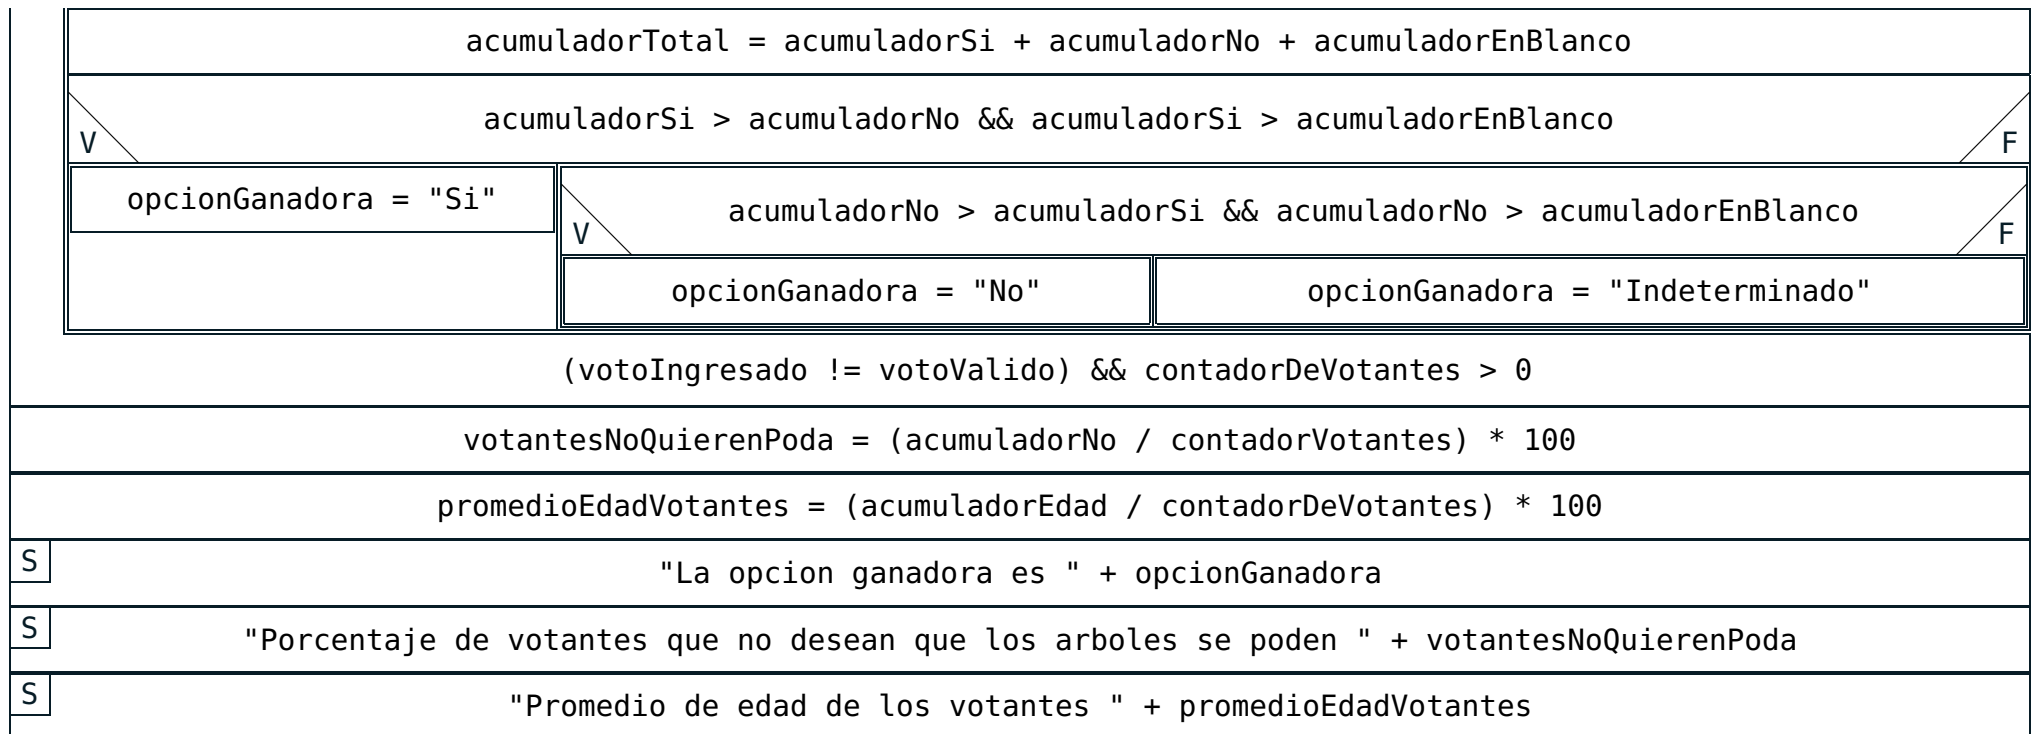 acumuladorTotal = acumuladorSi + acumuladorNo + acumuladorEnBlanco
acumuladorSi > acumuladorNo && acumuladorSi > acumuladorEnBlanco
V
F
opcionGanadora = "Si"
acumuladorNo > acumuladorSi && acumuladorNo > acumuladorEnBlanco
V
F
opcionGanadora = "No"
opcionGanadora = "Indeterminado"
(votoIngresado != votoValido) && contadorDeVotantes > 0
votantesNoQuierenPoda = (acumuladorNo / contadorVotantes) * 100
promedioEdadVotantes = (acumuladorEdad / contadorDeVotantes) * 100
S
"La opcion ganadora es " + opcionGanadora
S
"Porcentaje de votantes que no desean que los arboles se poden " + votantesNoQuierenPoda
S
"Promedio de edad de los votantes " + promedioEdadVotantes